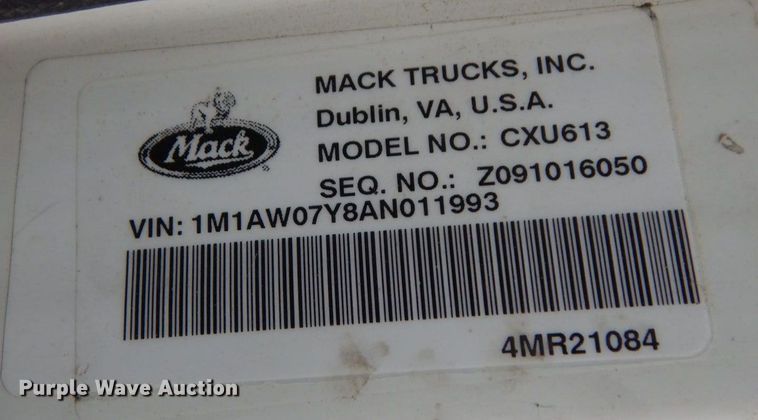 MACK TRUCKS, INC.
Dublin, VA, U.S.A.
Mack
MODEL NO.: CXU613
SEQ. NO.: Z091016050
VIN: 1M1AW07Y8AN011993
4MR21084
Purple Wave Auction